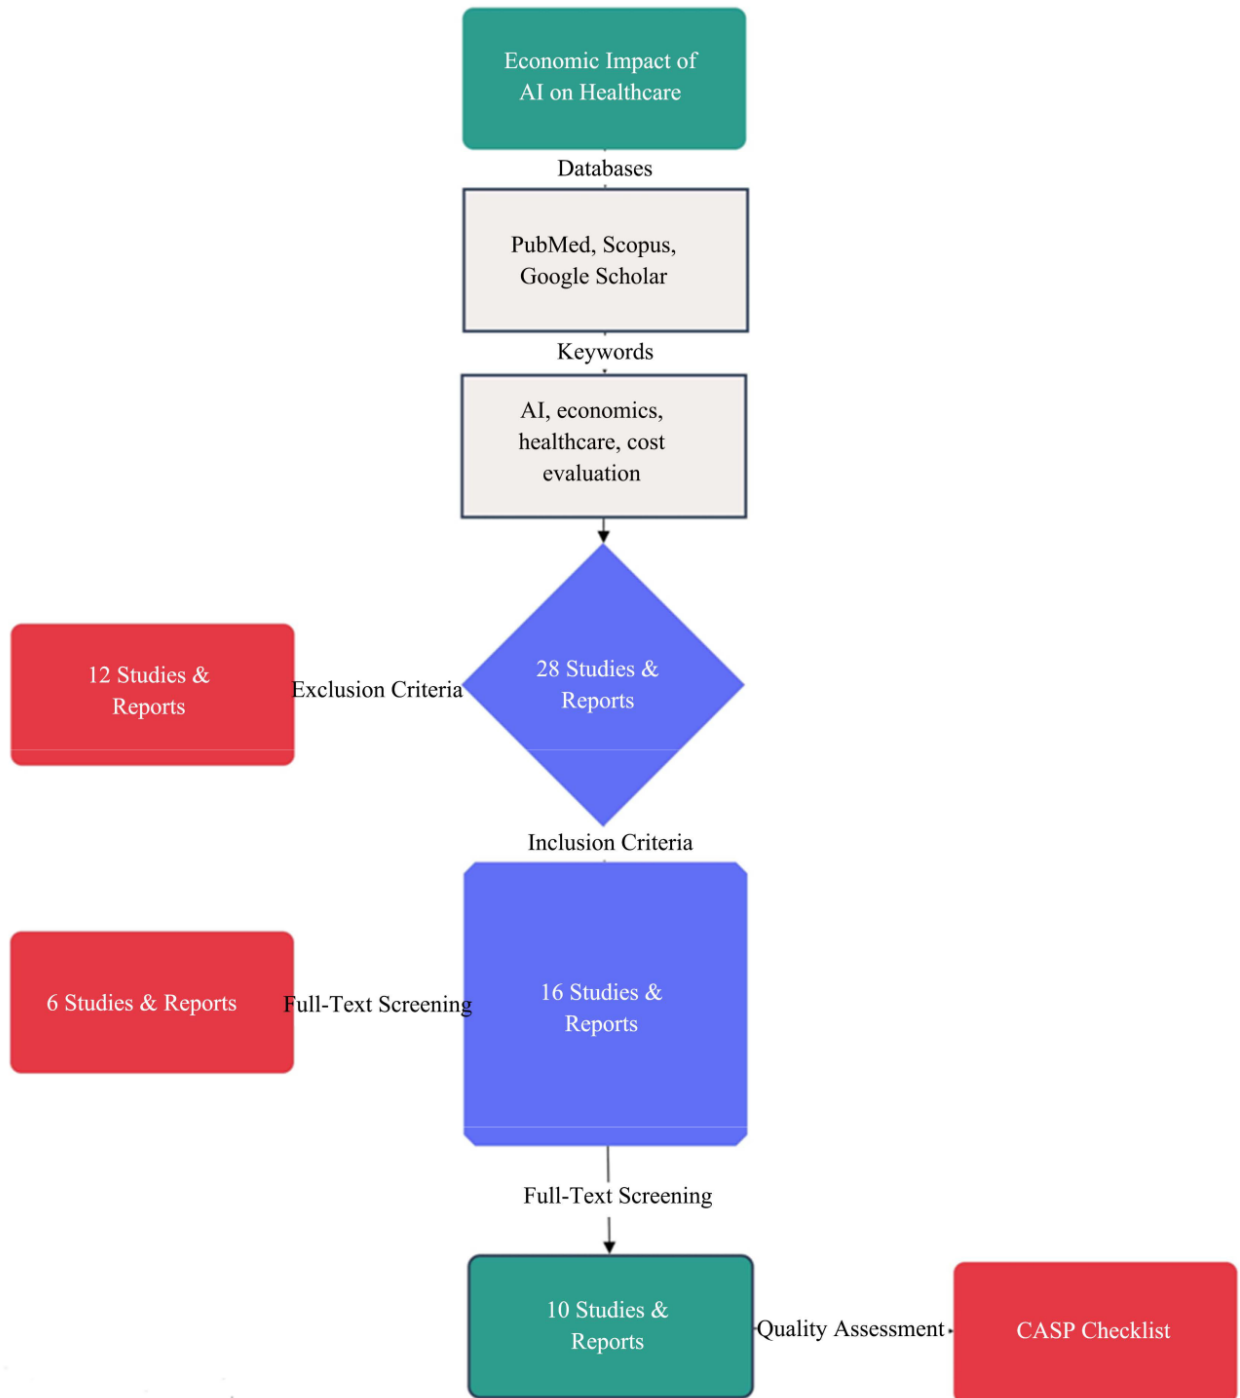 Economic Impact of
AI on Healthcare
Databases
PubMed, Scopus,
Google Scholar
Keywords
AI, economics,
healthcare, cost
evaluation
28 Studies &
Reports
Exclusion Criteria
12 Studies &
Reports
Inclusion Criteria
16 Studies &
Reports
Full-Text Screening
6 Studies & Reports
Full-Text Screening
10 Studies &
Reports
Quality Assessment
CASP Checklist